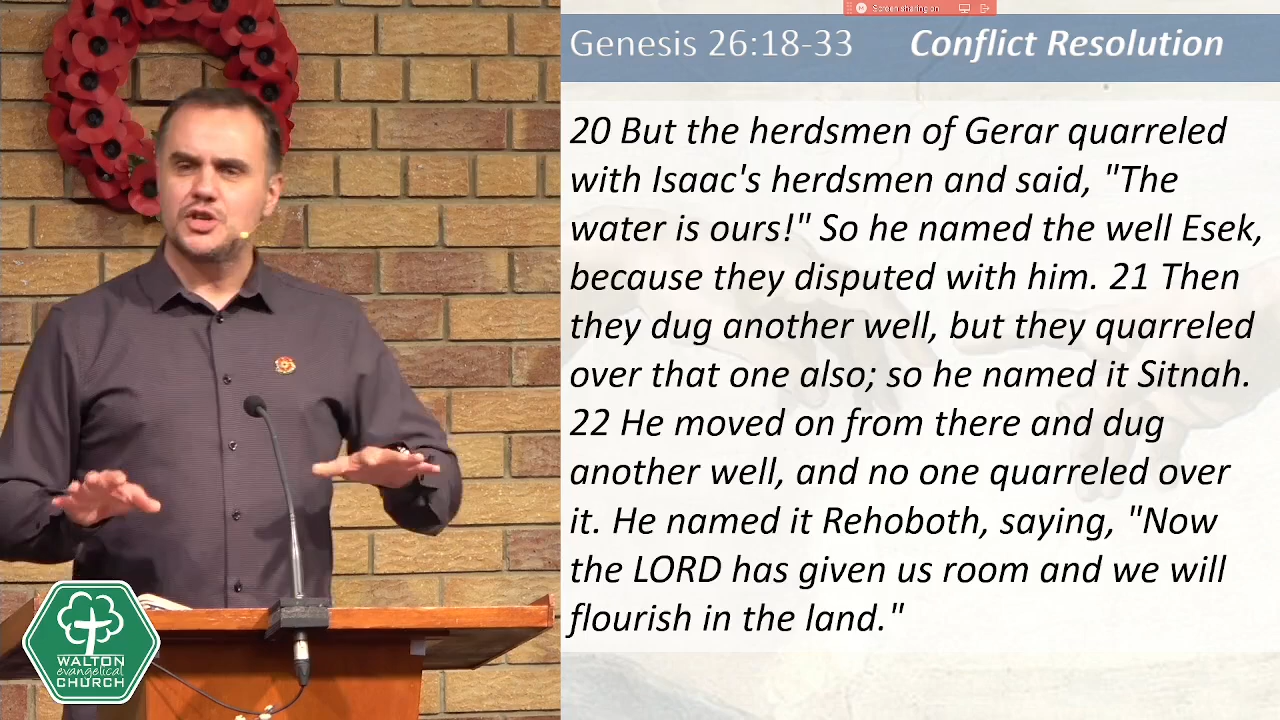 Screen sharing on
Genesis 26:18-33 Conflict Resolution
20 But the herdsmen of Gerar quarreled
with Isaac's herdsmen and said, "The
water is ours!" So he named the well Esek,
because they disputed with him. 21 Then
they dug another well, but they quarreled
over that one also; so he named it Sitnah.
22 He moved on from there and dug
another well, and no one quarreled over
it. He named it Rehoboth, saying, "Now
the LORD has given us room and we will
flourish in the land."
WALTON
evangelical
CHURCH